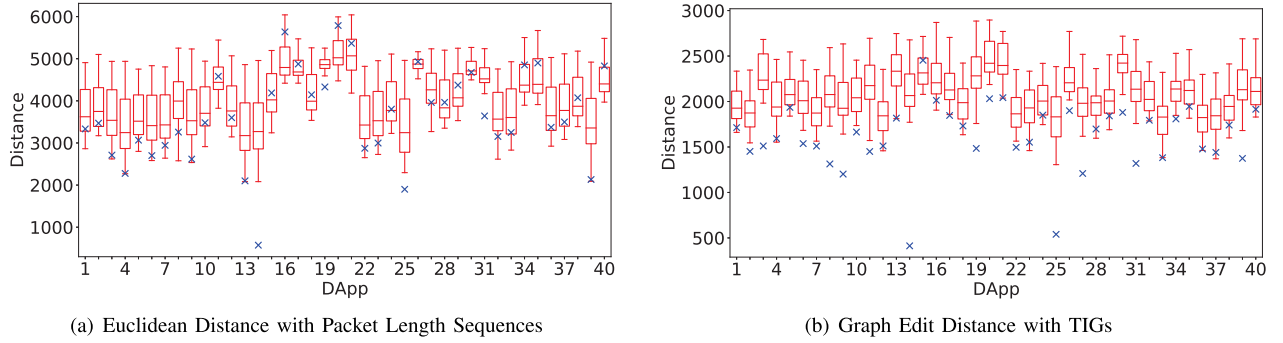 6000
5000
4000
3000
2000
1000
Distance
1 4 7 10 13 16 19 22 25 28 31 34 37 40
DApp
(a) Euclidean Distance with Packet Length Sequences
3000
2500
2000
1500
1000
500
Distance
1 4 7 10 13 16 19 22 25 28 31 34 37 40
DApp
(b) Graph Edit Distance with TIGs